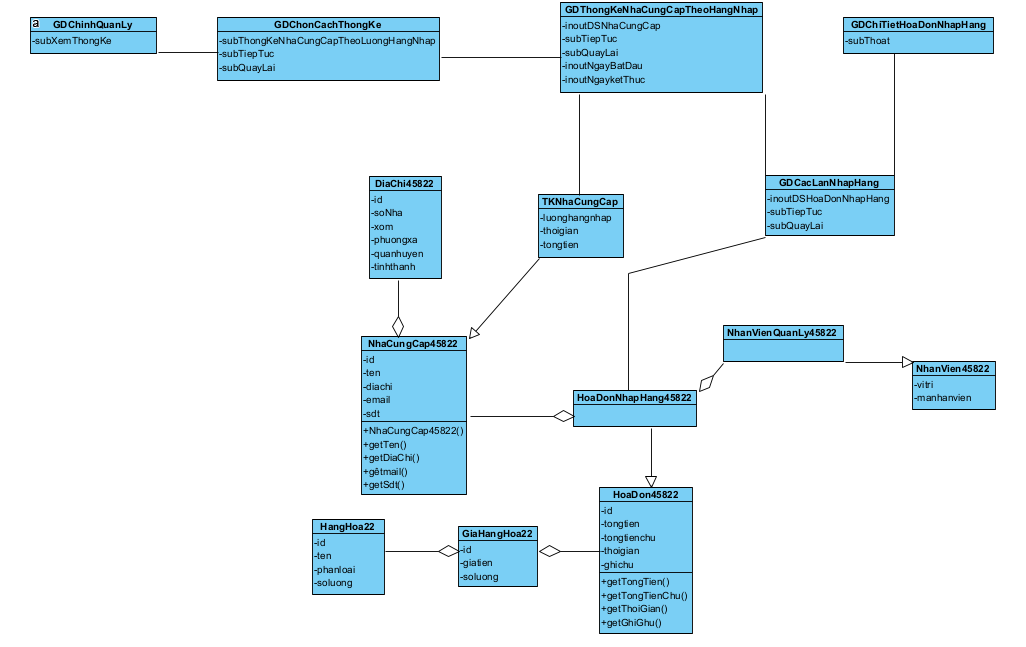 a
GDChinhQuanLy
-subXemThongKe
GDChonCachThongKe
-subThongKeNhaCungCapTheoLuongHangNhap
-subTiepTuc
-subQuayLai
GDThongKeNhaCungCapTheoHangNhap
-inoutDSNhaCungCap
-subTiepTuc
-subQuayLai
-inoutNgayBatDau
-inoutNgayketThuc
GDChiTietHoaDonNhapHang
-subThoat
DiaChi45822
-id
-soNha
-xom
-phuongxa
-quanhuyen
-tinhthanh
TKNhaCungCap
-luonghangnhap
-thoigian
-tongtien
GDCacLanNhapHang
-inoutDSHoaDonNhapHang
-subTiepTuc
-subQuayLai
NhaCungCap45822
-id
-ten
-diachi
-email
-sdt
+NhaCungCap45822()
+getTen()
+getDiaChi()
+gêtmail()
+getSdt()
NhanVienQuanLy45822
NhanVien45822
-vitri
-manhanvien
HoaDonNhapHang45822
HoaDon45822
-id
-tongtien
-tongtienchu
-thoigian
-ghichu
+getTongTien()
+getTongTienChu()
+getThoiGian()
+getGhiGhu()
HangHoa22
-id
-ten
-phanloai
-soluong
GiaHangHoa22
-id
-giatien
-soluong